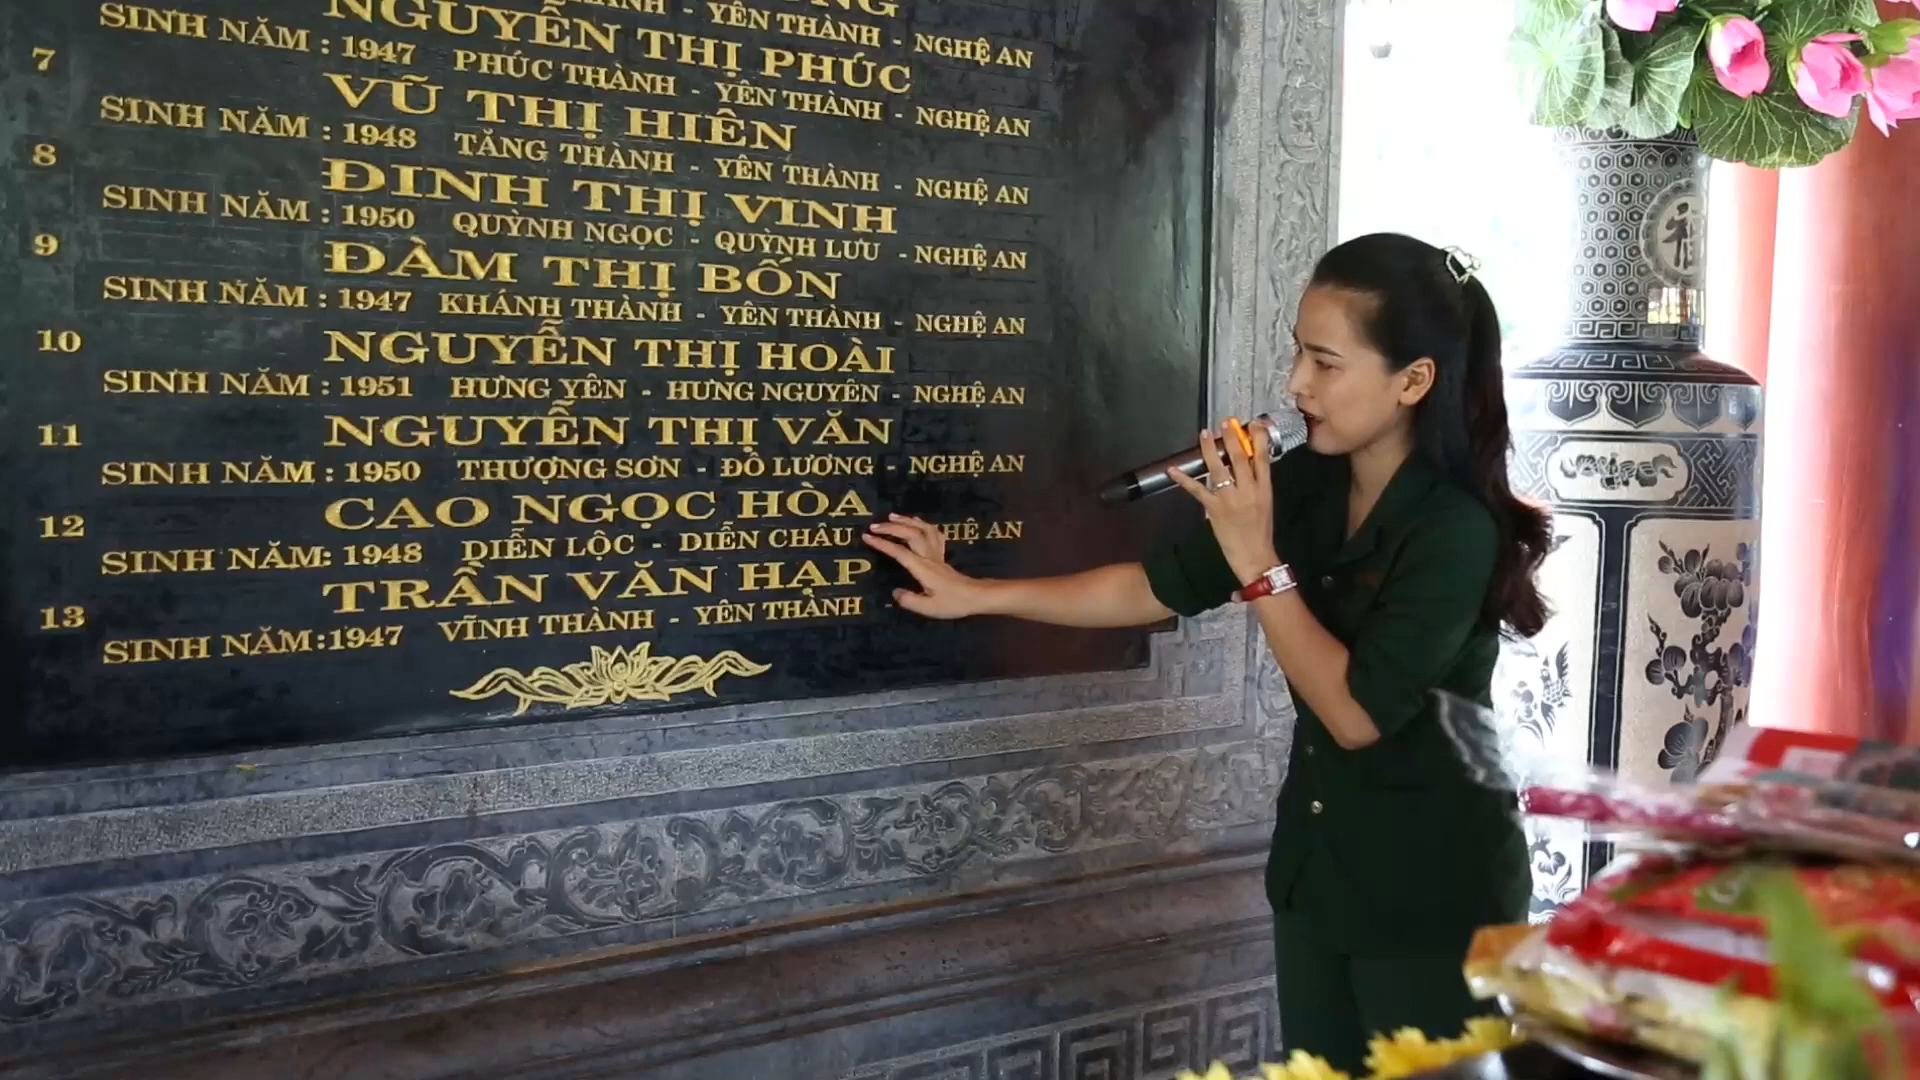 THÀNH - YÊN THÀNH - NGHỆ AN
7 NGUYỄN THỊ PHÚC
SINH NĂM : 1947 PHÚC THÀNH - YÊN THÀNH - NGHỆ AN
VŨ THỊ HIÊN
SINH NĂM : 1948 TĂNG THÀNH - YÊN THÀNH - NGHỆ AN
8 ĐINH THỊ VINH
SINH NĂM : 1950 QUỲNH NGỌC - QUỲNH LƯU - NGHỆ AN
9 ĐÀM THỊ BỐN
SINH NĂM : 1947 KHÁNH THÀNH - YÊN THÀNH - NGHỆ AN
10 NGUYỄN THỊ HOÀI
SINH NĂM : 1951 HƯNG YÊN - HƯNG NGUYÊN - NGHỆ AN
11 NGUYỄN THỊ VĂN
SINH NĂM : 1950 THƯỢNG SƠN - ĐÔ LƯƠNG - NGHỆ AN
12 CAO NGỌC HÒA
SINH NĂM: 1948 DIỄN LỘC - DIỄN CHÂU HỆ AN
13 TRẦN VĂN HẠP
SINH NĂM:1947 VĨNH THÀNH - YÊN THÀNH -
福